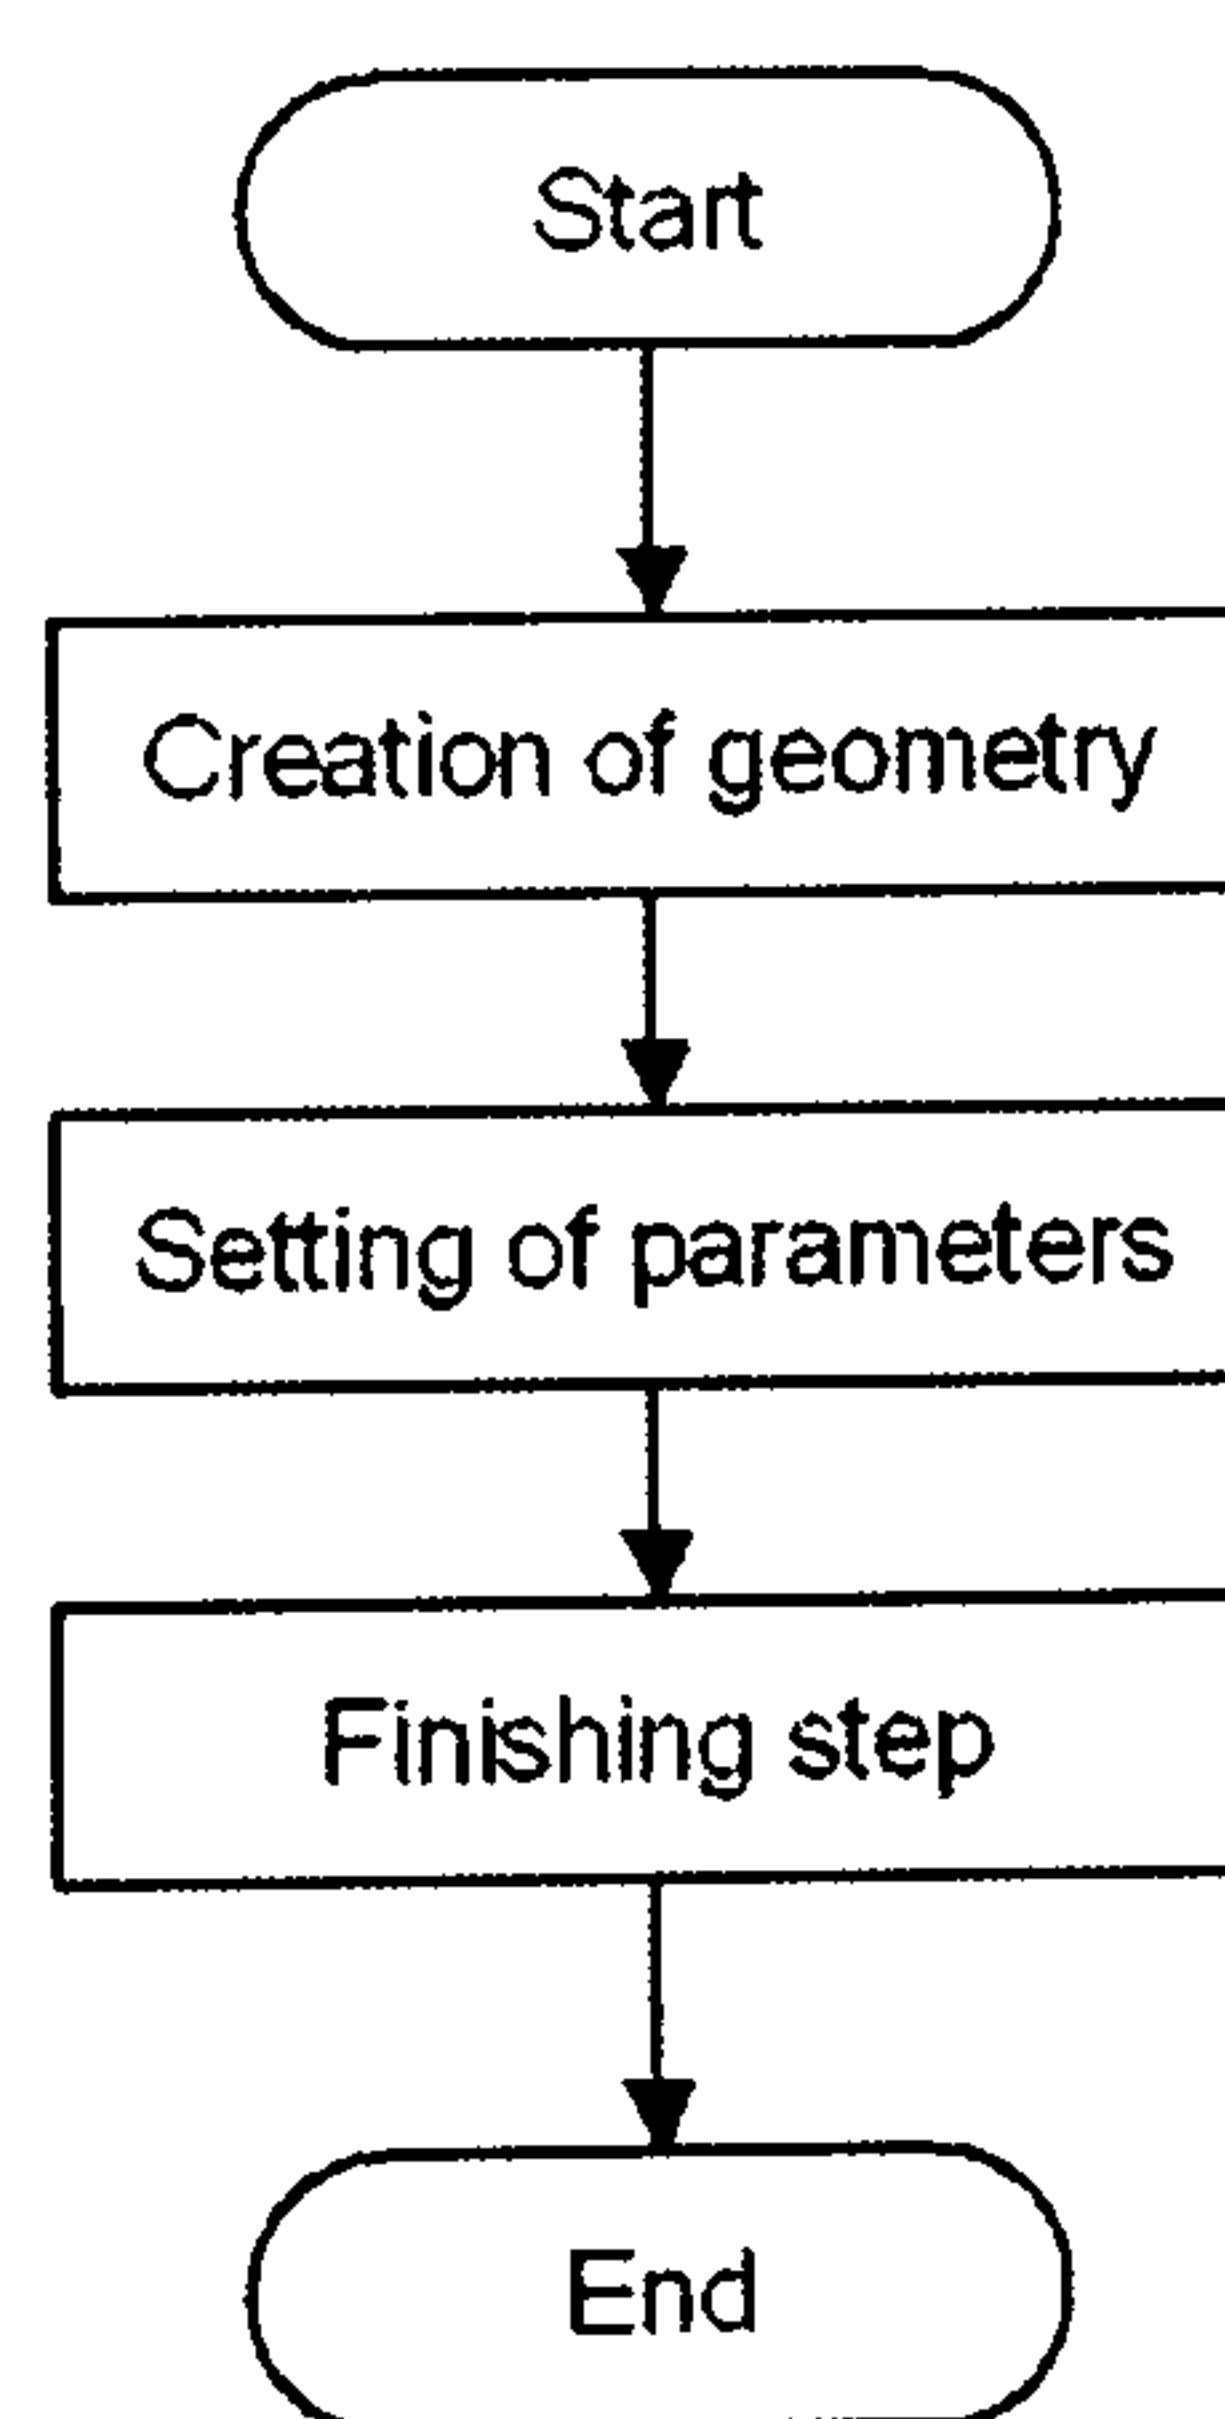 Start
Creation of geometry
Setting of parameters
Finishing step
End